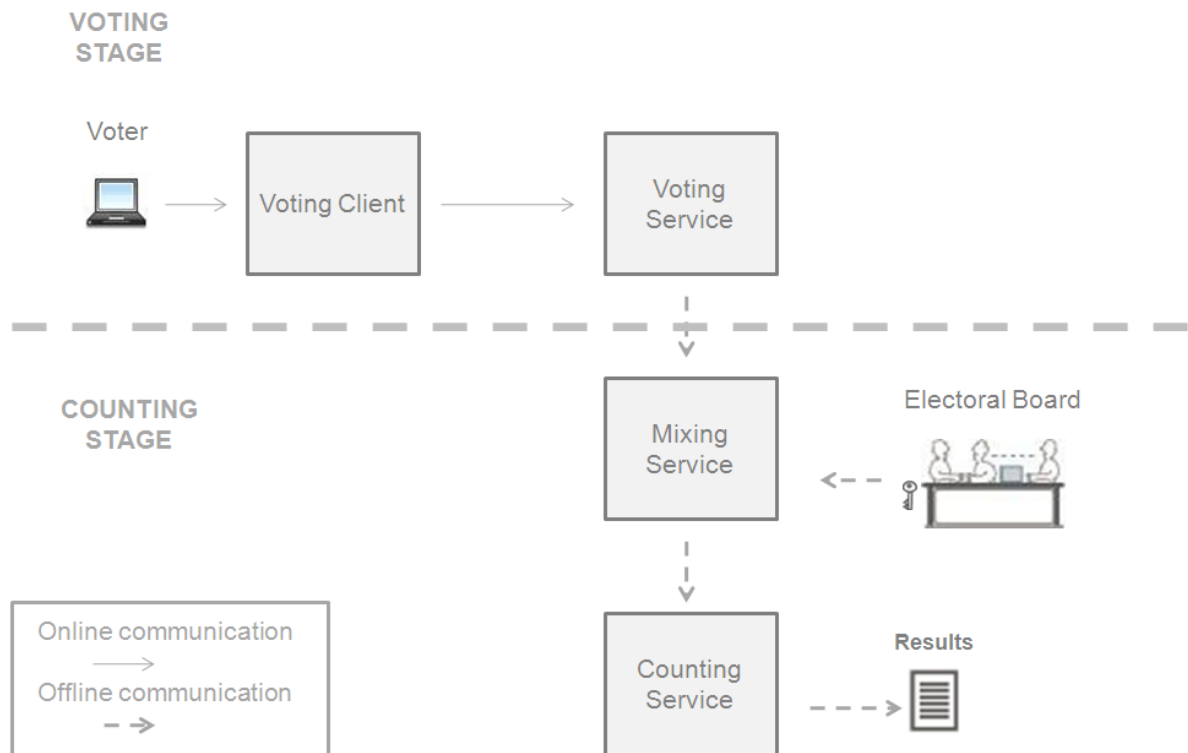 VOTING
STAGE
Voter
Voting Client
Voting
Service
COUNTING
STAGE
Mixing
Service
Electoral Board
Online communication
Offline communication
Counting
Service
Results